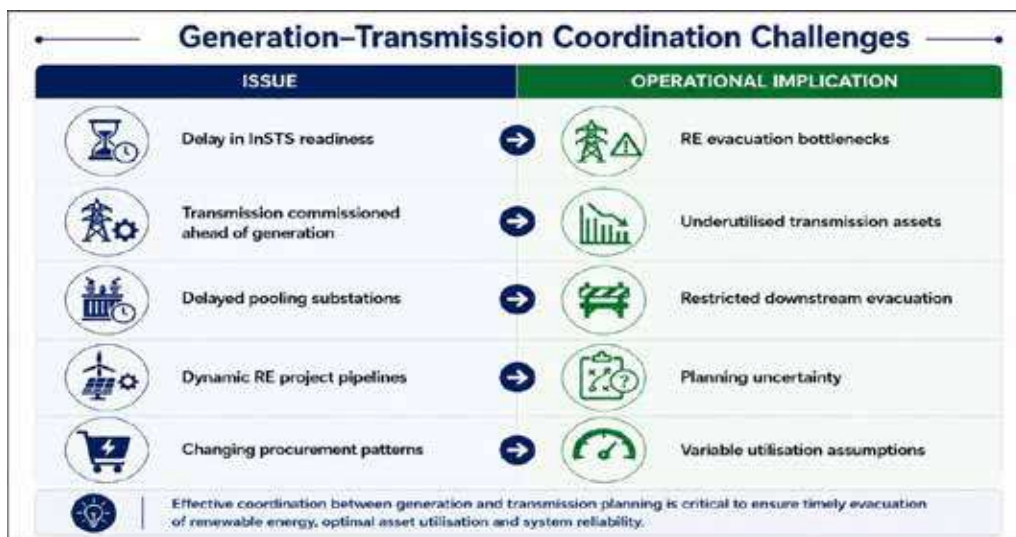 Generation–Transmission Coordination Challenges
ISSUE
OPERATIONAL IMPLICATION
Delay in InSTS readiness
RE evacuation bottlenecks
Transmission commissioned
ahead of generation
Underutilised transmission assets
Delayed pooling substations
Restricted downstream evacuation
Dynamic RE project pipelines
Planning uncertainty
Changing procurement patterns
Variable utilisation assumptions
Effective coordination between generation and transmission planning is critical to ensure timely evacuation
of renewable energy, optimal asset utilisation and system reliability.